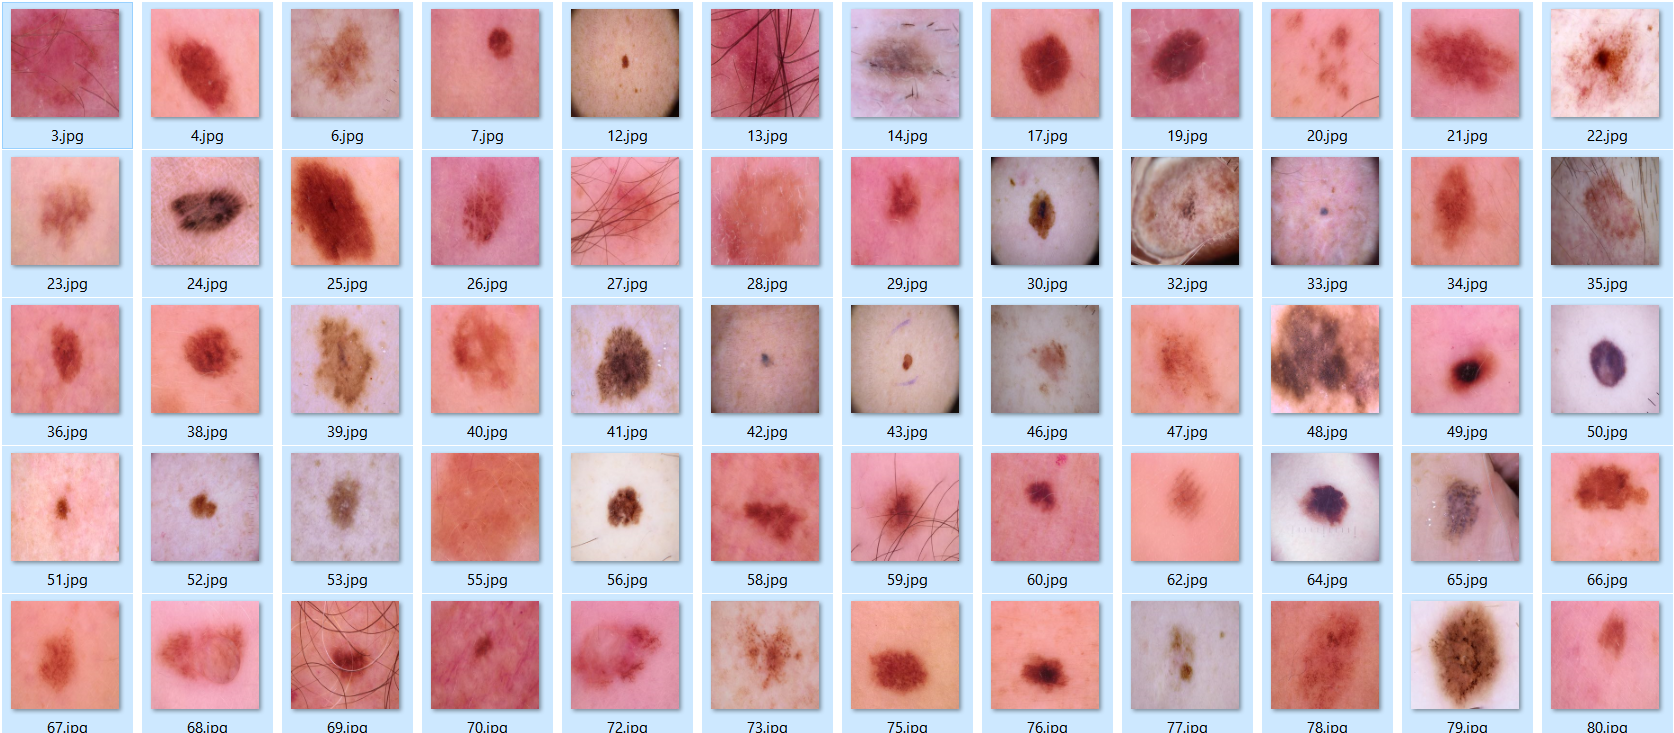 3.jpg 4.jpg 6.jpg 7.jpg 12.jpg 13.jpg 14.jpg 17.jpg 19.jpg 20.jpg 21.jpg 22.jpg
23.jpg 24.jpg 25.jpg 26.jpg 27.jpg 28.jpg 29.jpg 30.jpg 32.jpg 33.jpg 34.jpg 35.jpg
36.jpg 38.jpg 39.jpg 40.jpg 41.jpg 42.jpg 43.jpg 46.jpg 47.jpg 48.jpg 49.jpg 50.jpg
51.jpg 52.jpg 53.jpg 55.jpg 56.jpg 58.jpg 59.jpg 60.jpg 62.jpg 64.jpg 65.jpg 66.jpg
67.jpg 68.jpg 69.jpg 70.jpg 72.jpg 73.jpg 75.jpg 76.jpg 77.jpg 78.jpg 79.jpg 80.jpg